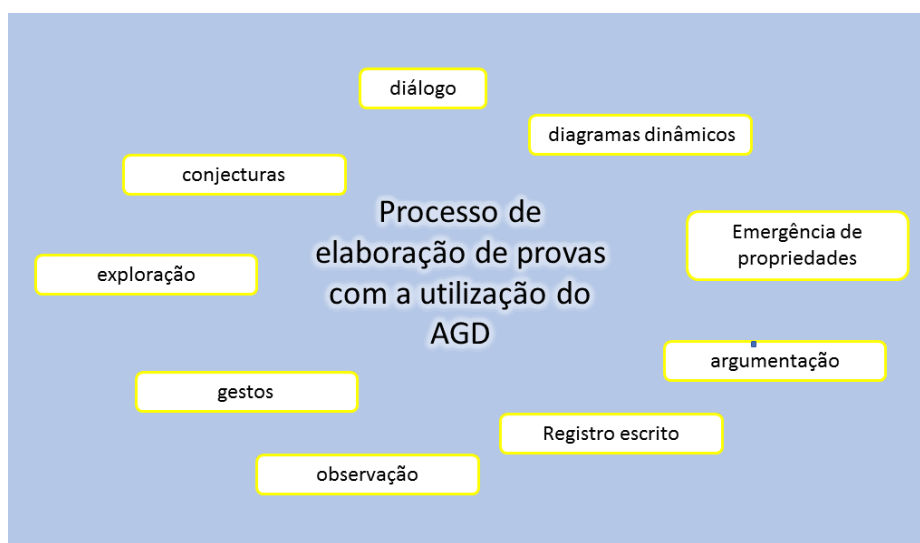 diálogo
diagramas dinâmicos
conjecturas
Processo de
elaboração de provas
com a utilização do
AGD
Emergência de
propriedades
exploração
argumentação
gestos
Registro escrito
observação